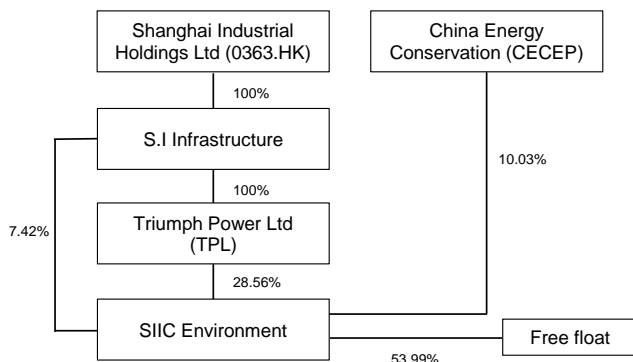 Shanghai Industrial
Holdings Ltd (0363.HK)
China Energy
Conservation (CECEP)
100%
S.I Infrastructure
10.03%
100%
7.42%
Triumph Power Ltd
(TPL)
28.56%
SIIC Environment
Free float
53.99%